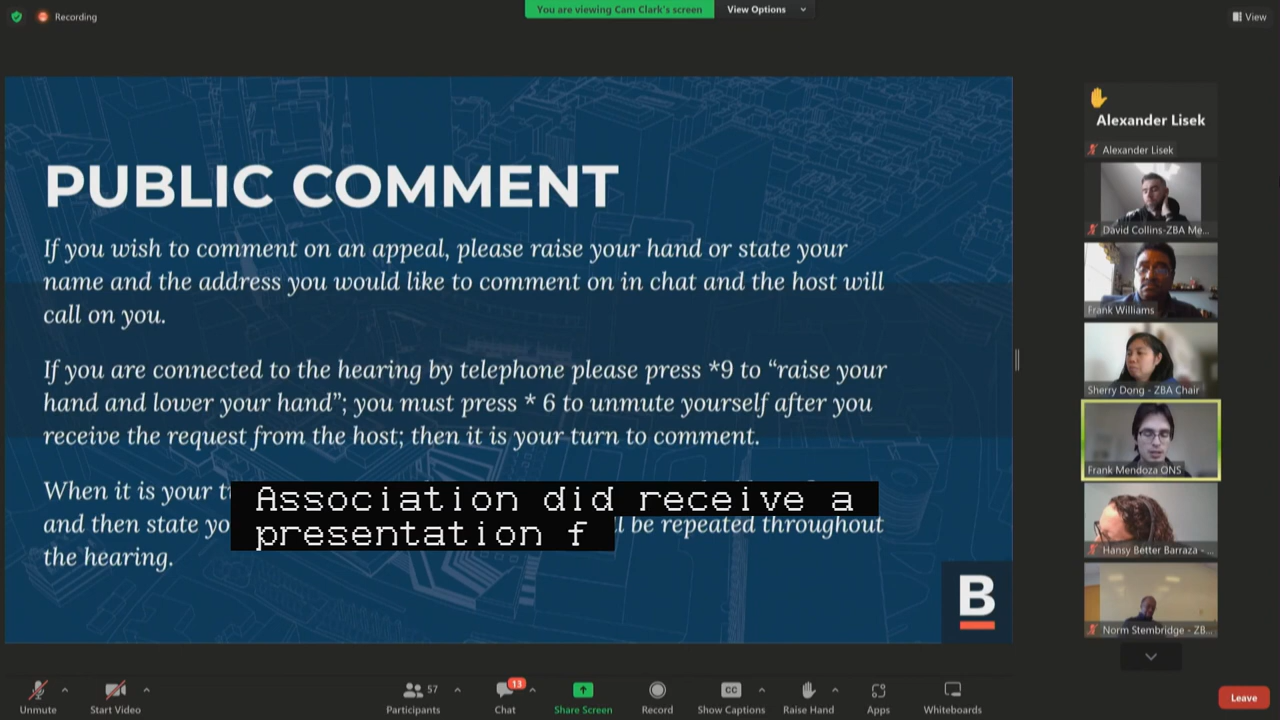 Recording
You are viewing Cam Clark's screen
View Options
View
PUBLIC COMMENT
If you wish to comment on an appeal, please raise your hand or state your
name and the address you would like to comment on in chat and the host will
call on you.
If you are connected to the hearing by telephone please press *9 to “raise your
hand and lower your hand”; you must press * 6 to unmute yourself after you
receive the request from the host; then it is your turn to comment.
When it is your
and then state
be repeated throughout
the hearing.
Association did receive a
presentation f
B
Alexander Lisek
Alexander Lisek
David Collins-ZBA Me...
Frank Williams
Sherry Dong - ZBA Chair
Frank Mendoza ONS
Hansy Better Barraza - ...
Norm Stembridge - ZB...
Unmute
Start Video
57
Participants
13
Chat
Share Screen
Record
CC
Show Captions
Raise Hand
Apps
Whiteboards
Leave